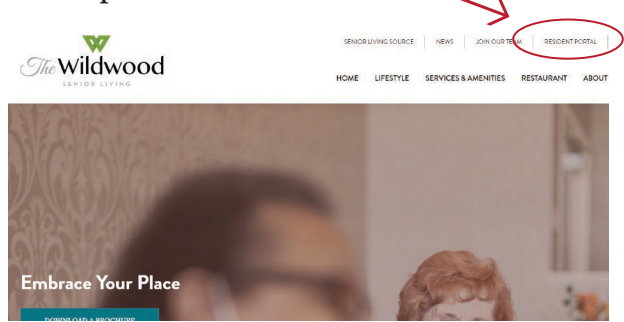 SENIOR LIVING SOURCE NEWS JOIN OUR TEAM RESIDENT PORTAL
The Wildwood
SENIOR LIVING
HOME LIFESTYLE SERVICES & AMENITIES RESTAURANT ABOUT
Embrace Your Place
DOWNLOAD A BROCHURE